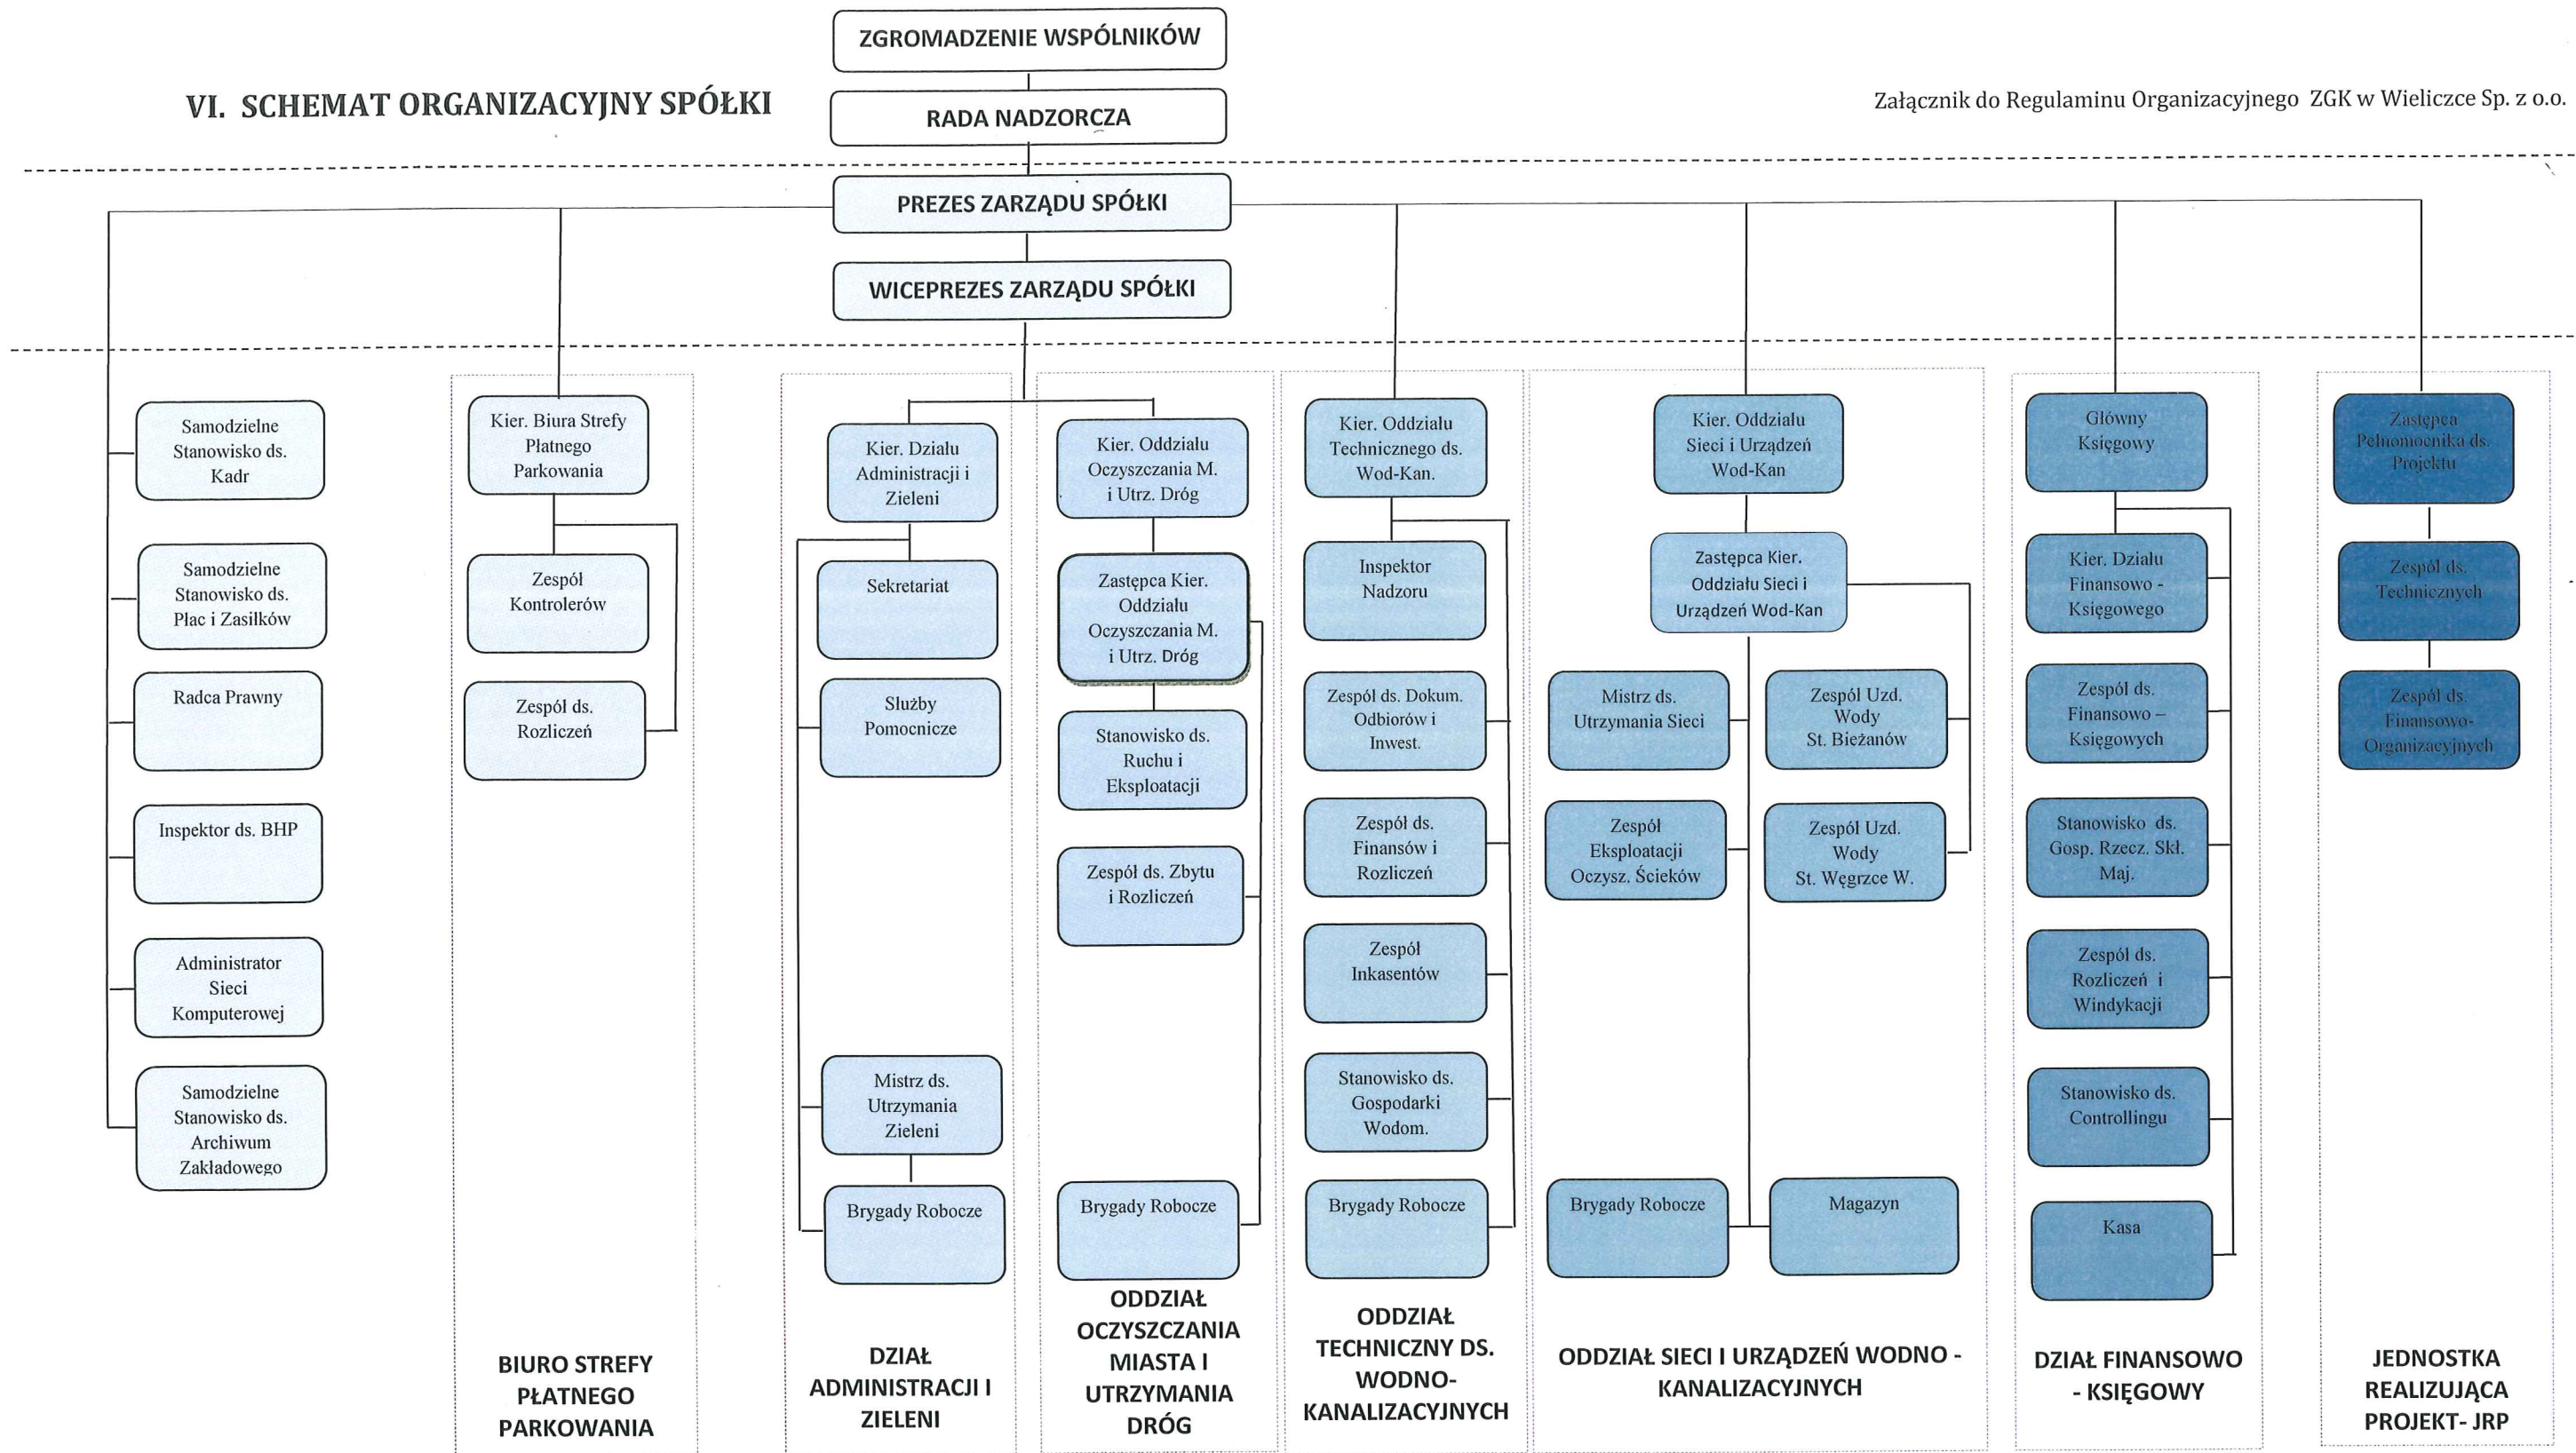 ZGROMADZENIE WSPÓLNIKÓW
VI. SCHEMAT ORGANIZACYJNY SPÓŁKI
Załącznik do Regulaminu Organizacyjnego ZGK w Wieliczce Sp. z o.o.
RADA NADZORCZA
PREZES ZARZĄDU SPÓŁKI
WICEPREZES ZARZĄDU SPÓŁKI
Samodzielne
Stanowisko ds.
Kadr
Samodzielne
Stanowisko ds.
Płac i Zasiłków
Radca Prawny
Inspektor ds. BHP
Administrator
Sieci
Komputerowej
Samodzielne
Stanowisko ds.
Archiwum
Zakładowego
Kier. Biura Strefy
Płatnego
Parkowania
Zespół
Kontrolerów
Zespół ds.
Rozliczeń
BIURO STREFY
PŁATNEGO
PARKOWANIA
Kier. Działu
Administracji i
Zieleni
Sekretariat
Służby
Pomocnicze
Mistrz ds.
Utrzymania
Zieleni
Brygady Robocze
DZIAŁ
ADMINISTRACJI I
ZIELENI
Kier. Oddziału
Oczyszczania M.
i Utrz. Dróg
Zastępca Kier.
Oddziału
Oczyszczania M.
i Utrz. Dróg
Stanowisko ds.
Ruchu i
Eksploatacji
Zespół ds. Zbytu
i Rozliczeń
Brygady Robocze
ODDZIAŁ
OCZYSZCZANIA
MIASTA I
UTRZYMANIA
DRÓG
Kier. Oddziału
Technicznego ds.
Wod-Kan.
Inspektor
Nadzoru
Zespół ds. Dokum.
Odbiorów i
Inwest.
Zespół ds.
Finansów i
Rozliczeń
Zespół
Inkasentów
Stanowisko ds.
Gospodarki
Wodom.
Brygady Robocze
ODDZIAŁ
TECHNICZNY DS.
WODNO-
KANALIZACYJNYCH
Kier. Oddziału
Sieci i Urządzeń
Wod-Kan
Zastępca Kier.
Oddziału Sieci i
Urządzeń Wod-Kan
Mistrz ds.
Utrzymania Sieci
Zespół Uzd.
Wody
St. Bieżanów
Zespół
Eksploatacji
Oczysz. Ścieków
Zespół Uzd.
Wody
St. Węgrzce W.
Brygady Robocze
Magazyn
ODDZIAŁ SIECI I URZĄDZEŃ WODNO -
KANALIZACYJNYCH
Główny
Księgowy
Kier. Działu
Finansowo -
Księgowego
Zespół ds.
Finansowo –
Księgowych
Stanowisko ds.
Gosp. Rzecz. Skł.
Maj.
Zespół ds.
Rozliczeń i
Windykacji
Stanowisko ds.
Controllingu
Kasa
DZIAŁ FINANSOWO
- KSIĘGOWY
Zastępca
Pełnomocnika ds.
Projektu
Zespół ds.
Technicznych
Zespół ds.
Finansowo-
Organizacyjnych
JEDNOSTKA
REALIZUJĄCA
PROJEKT- JRP